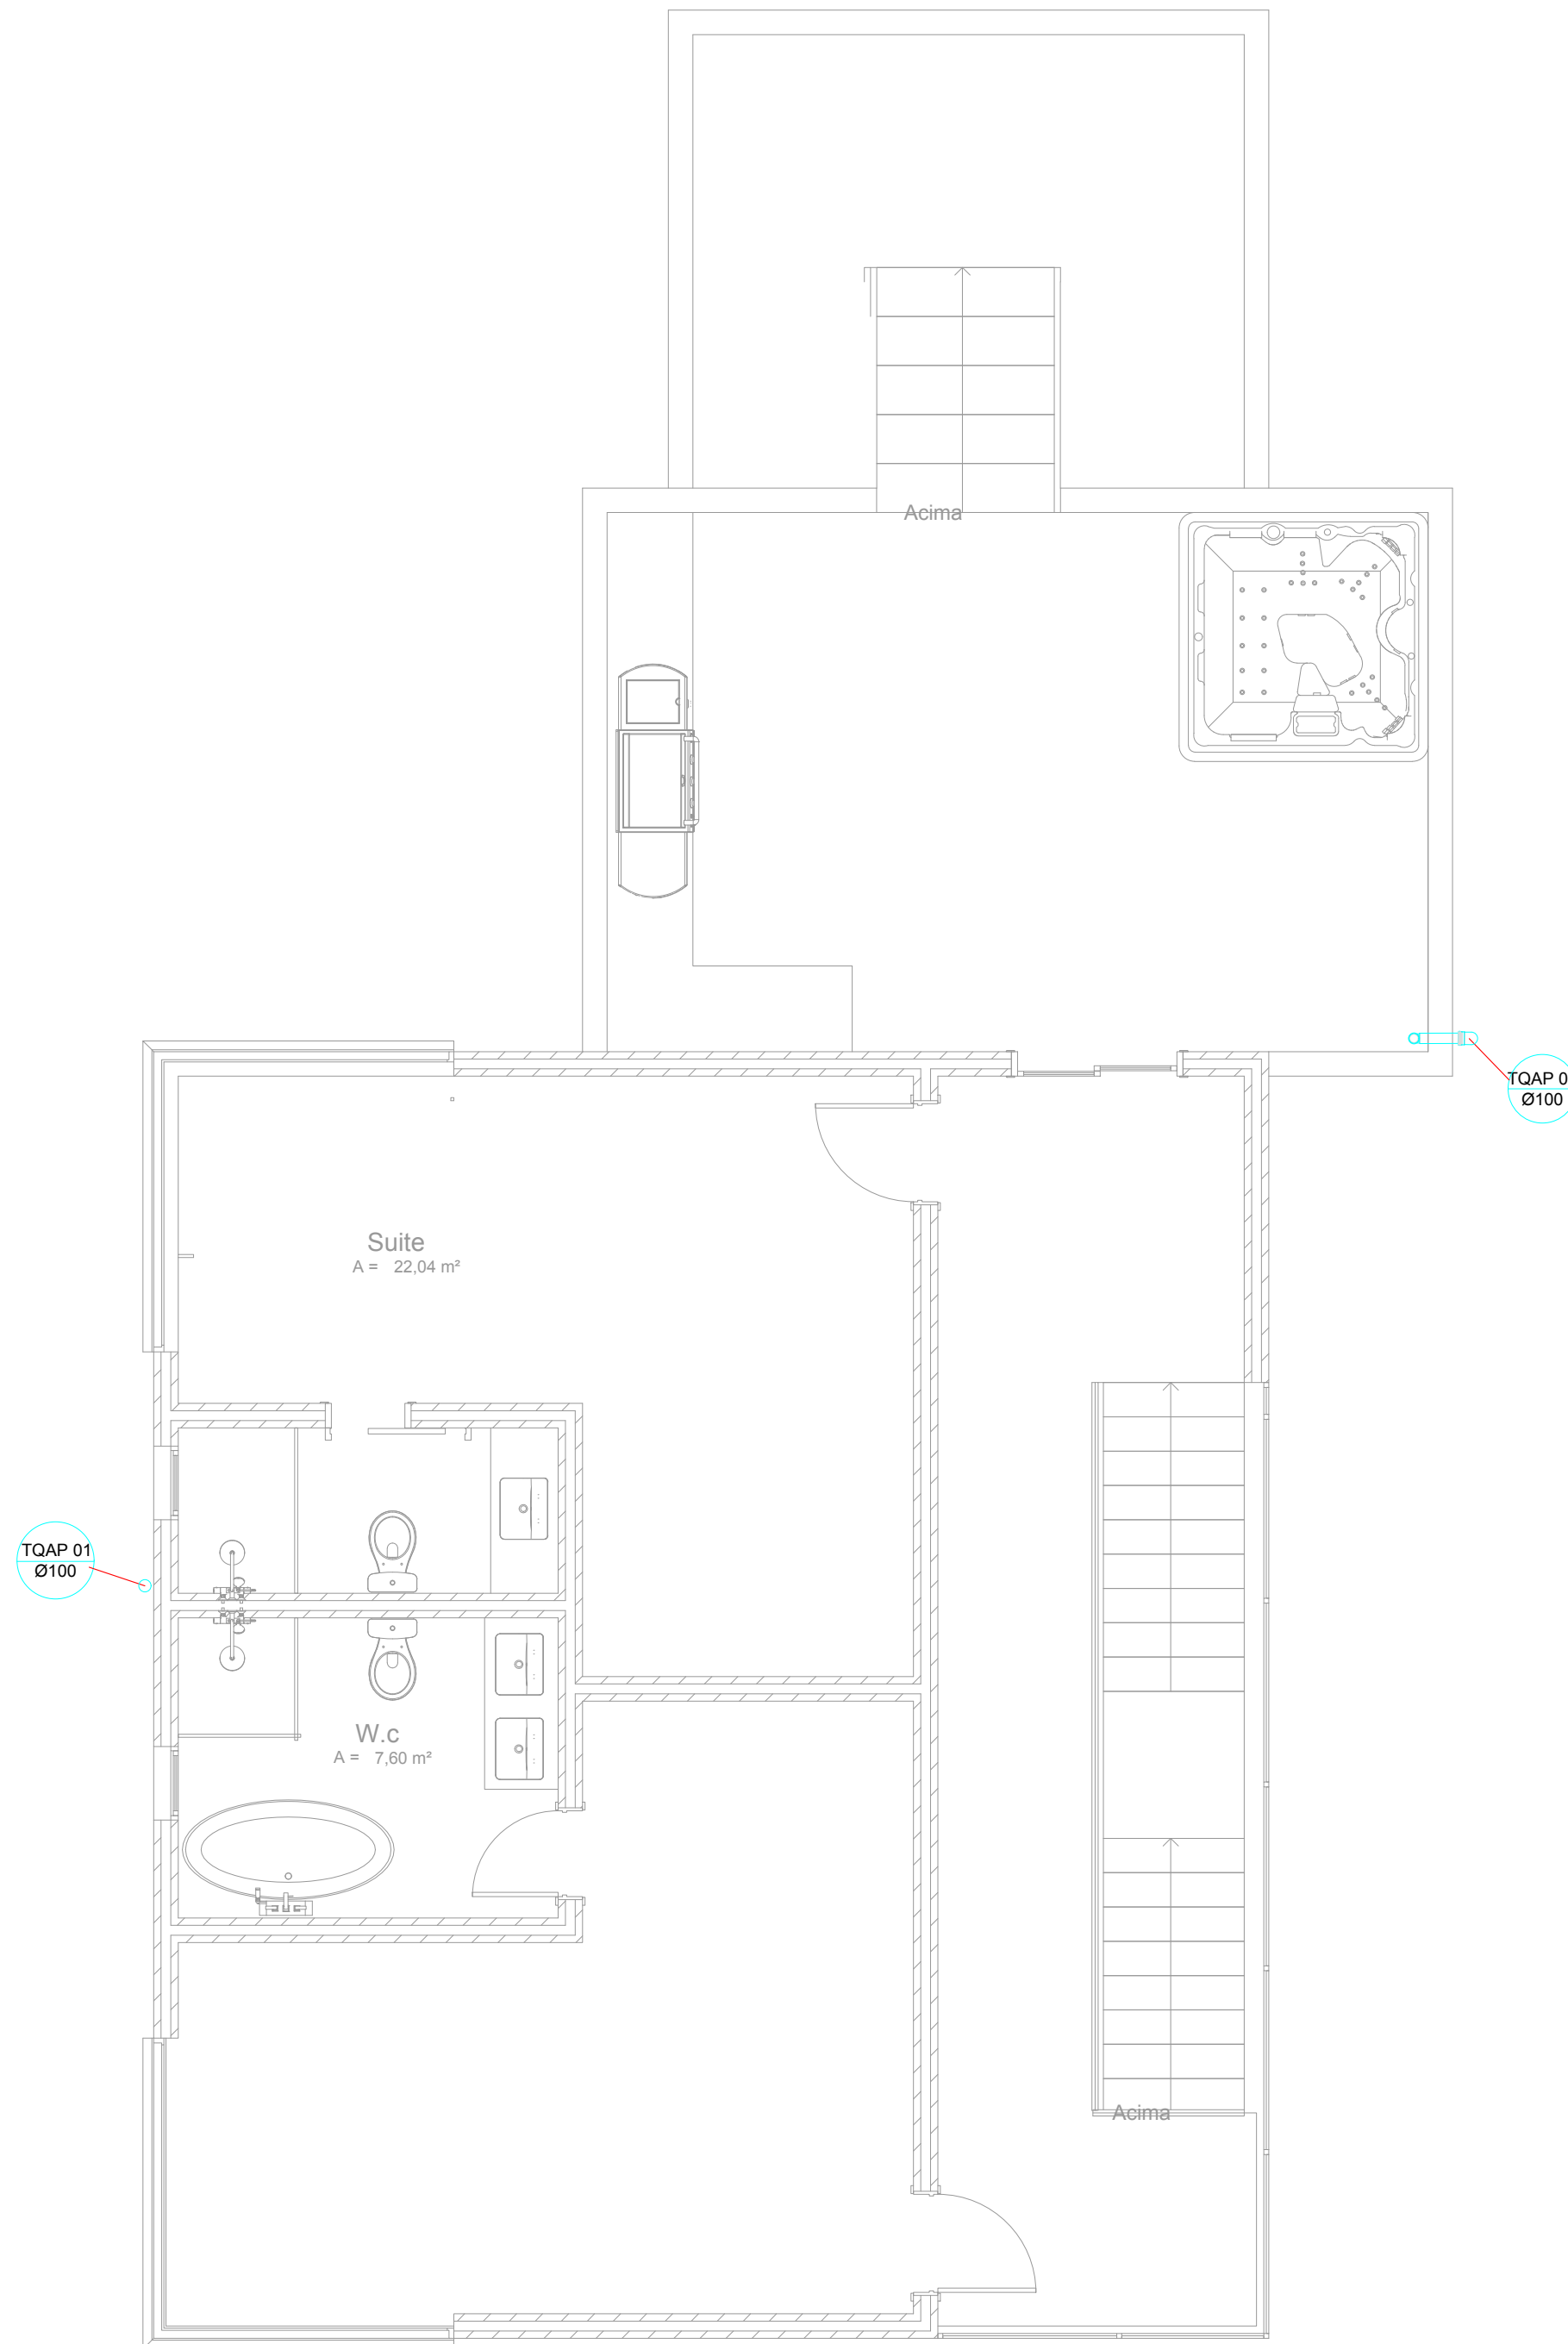 Acima
TQAP 0
Ø100
Suite
A = 22,04 m²
TQAP 01
Ø100
W.c
A = 7,60 m²
Acima